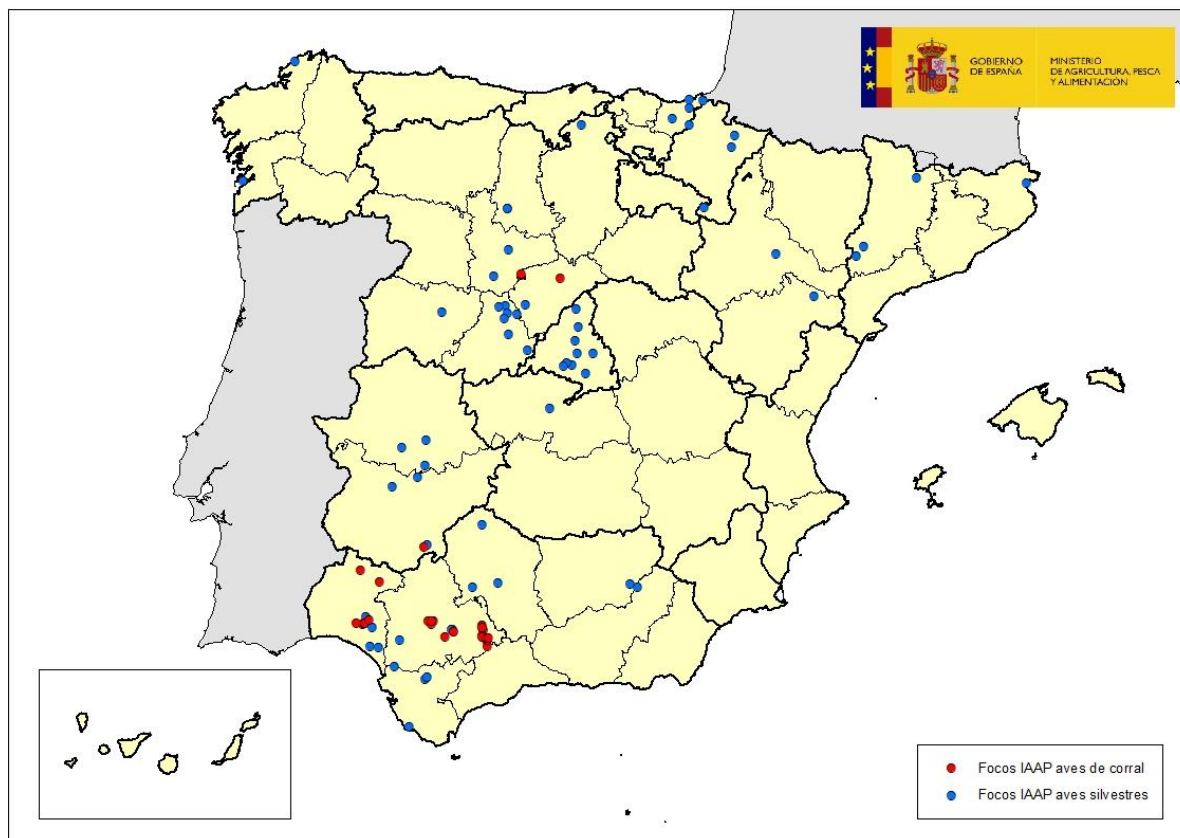 GOBIERNO
DE ESPAÑA
MINISTERIO
DE AGRICULTURA, PESCA
Y ALIMENTACIÓN
Focos IAAP aves de corral
Focos IAAP aves silvestres